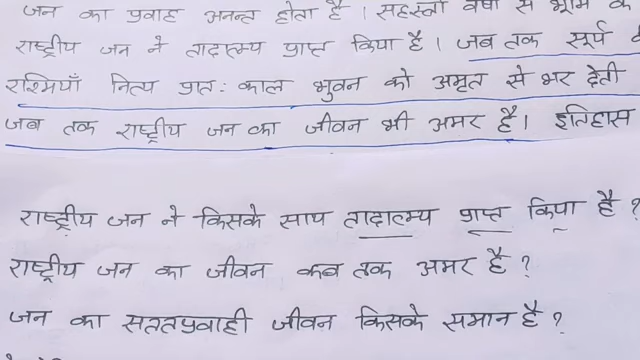 जन का प्रवाह अनन्त होता है । सहस्त्रों वर्षों से भूमि के
राष्ट्रीय जन ने तादात्म्य प्राप्त किया है । जब तक सूर्य
रश्मियाँ नित्य प्रात : काल भुवन को अमृत से भर देती
जब तक राष्ट्रीय जन का जीवन भी अमर है । इतिहास
राष्ट्रीय जन ने किसके साथ तादात्म्य प्राप्त किया है ?
राष्ट्रीय जन का जीवन कब तक अमर है ?
जन का सततप्रवाही जीवन किसके समान है ?